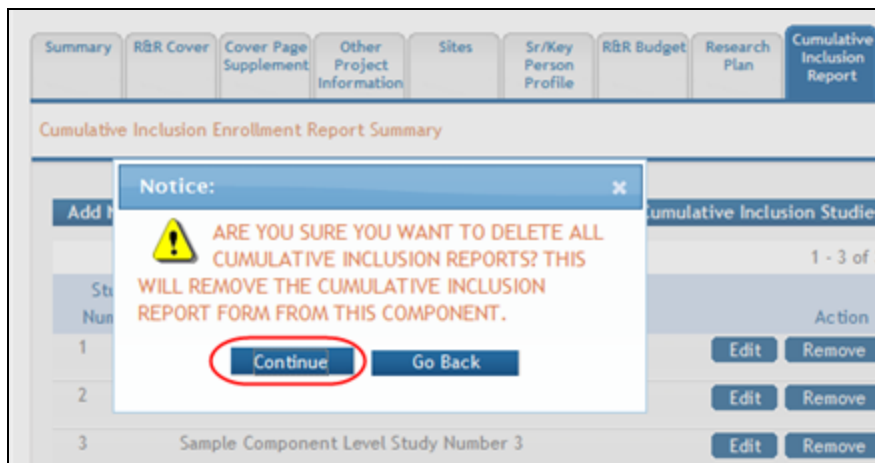 Summary R&R Cover Cover Page Supplement Other Project Information Sites Sr/Key Person Profile R&R Budget Research Plan Cumulative Inclusion Report
Cumulative Inclusion Enrollment Report Summary
Notice:
Add Cumulative Inclusion Studie
ARE YOU SURE YOU WANT TO DELETE ALL
CUMULATIVE INCLUSION REPORTS? THIS
WILL REMOVE THE CUMULATIVE INCLUSION
REPORT FORM FROM THIS COMPONENT.
1 - 3 of
Action
Continue Go Back
1 Edit Remove
2 Edit Remove
3 Sample Component Level Study Number 3 Edit Remove